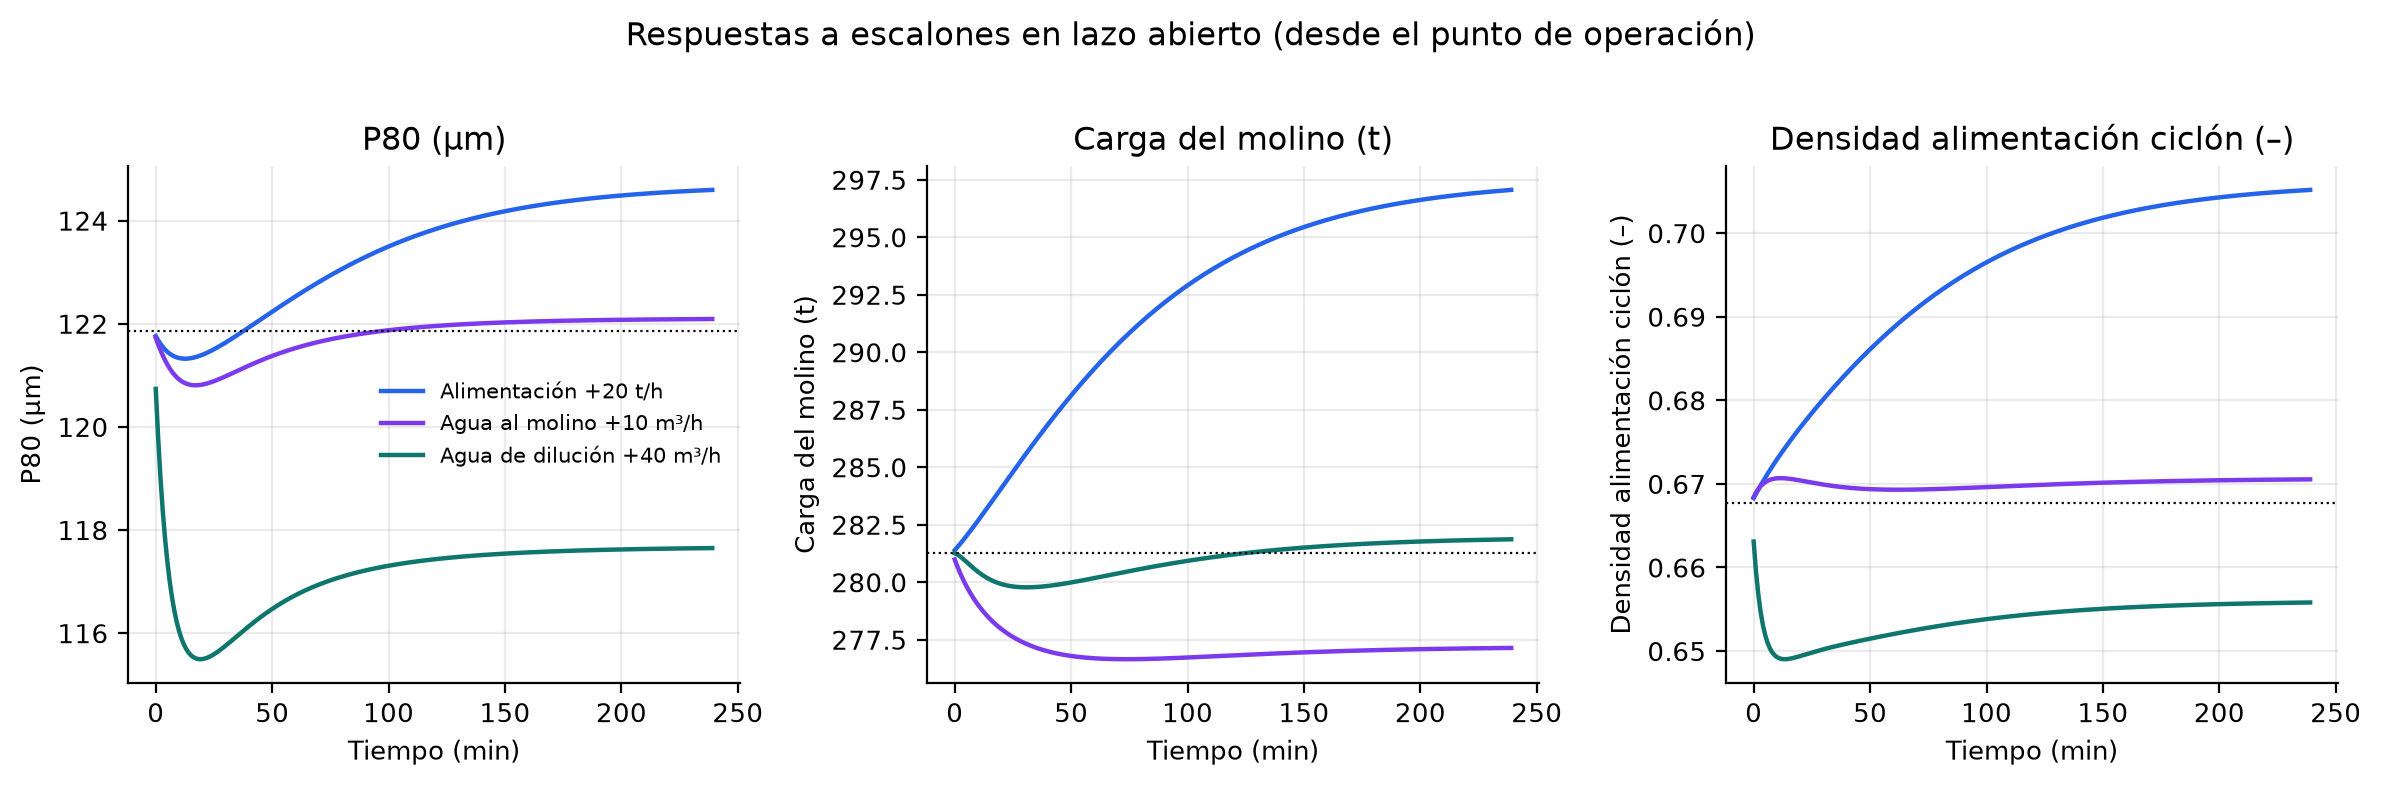 Respuestas a escalones en lazo abierto (desde el punto de operación)
P80 (µm)
P80 (µm)
124
122
120
118
116
0 50 100 150 200 250
Tiempo (min)
Alimentación +20 t/h
Agua al molino +10 m³/h
Agua de dilución +40 m³/h
Carga del molino (t)
Carga del molino (t)
297.5
295.0
292.5
290.0
287.5
285.0
282.5
280.0
277.5
0 50 100 150 200 250
Tiempo (min)
Densidad alimentación ciclón (–)
Densidad alimentación ciclón (–)
0.70
0.69
0.68
0.67
0.66
0.65
0 50 100 150 200 250
Tiempo (min)